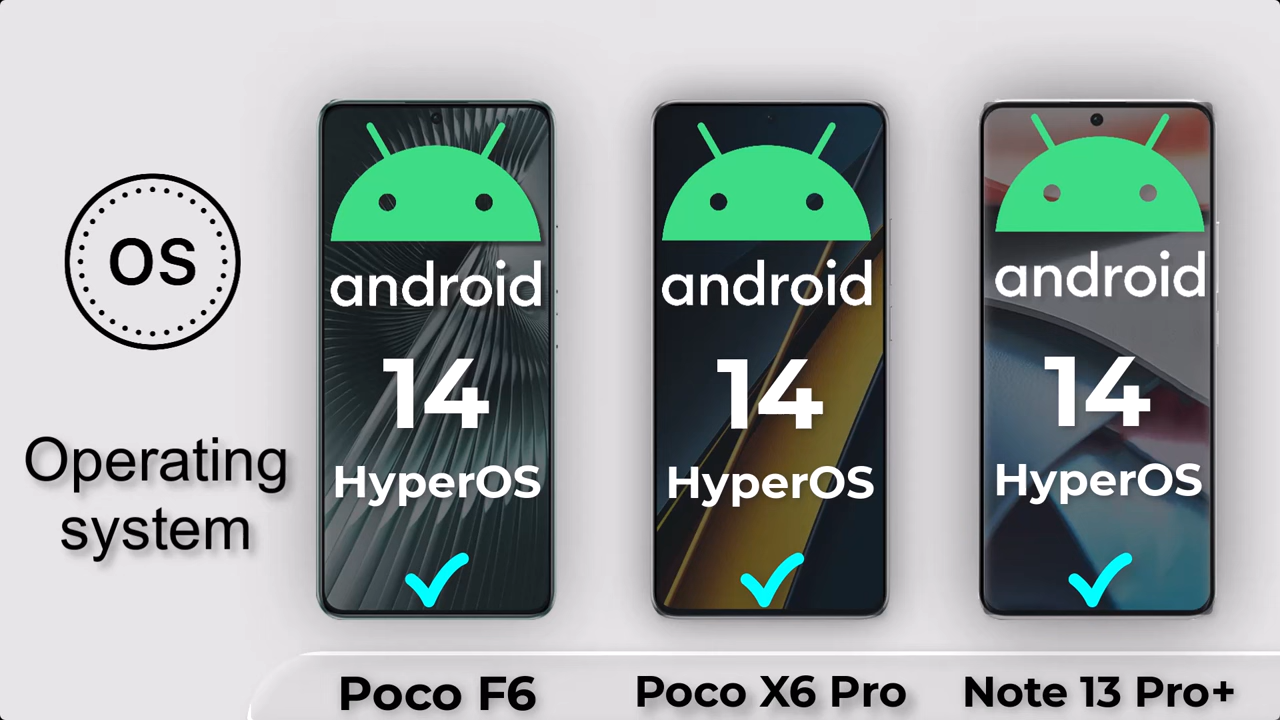 OS
Operating
system
android
14
HyperOS
android
14
HyperOS
android
14
HyperOS
Poco F6
Poco X6 Pro
Note 13 Pro+